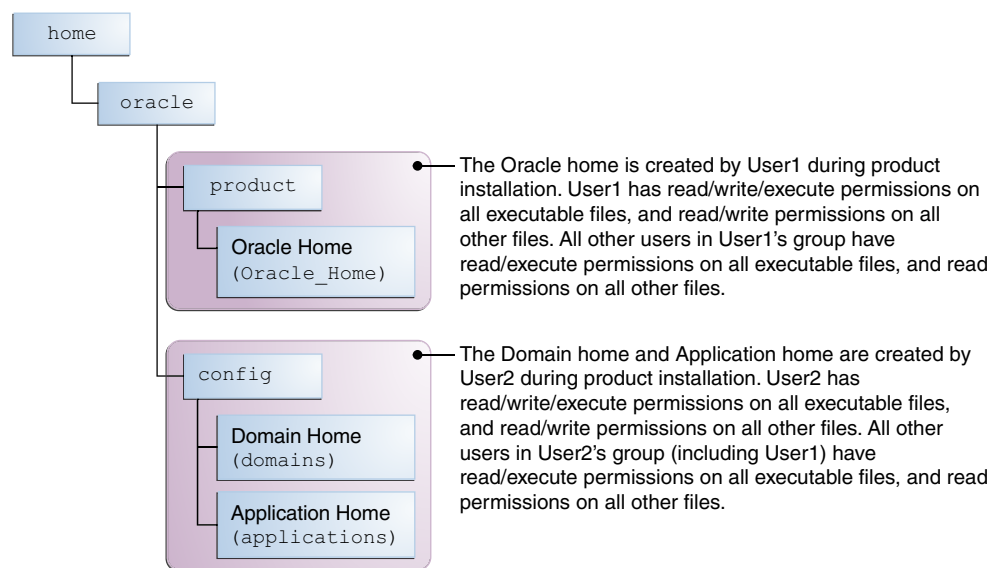 home
oracle
product
Oracle Home
(Oracle_Home)
The Oracle home is created by User1 during product
installation. User1 has read/write/execute permissions on
all executable files, and read/write permissions on all
other files. All other users in User1's group have
read/execute permissions on all executable files, and read
permissions on all other files.
config
Domain Home
(domains)
Application Home
(applications)
The Domain home and Application home are created by
User2 during product installation. User2 has
read/write/execute permissions on all executable files,
and read/write permissions on all other files. All other
users in User2's group (including User1) have
read/execute permissions on all executable files, and read
permissions on all other files.